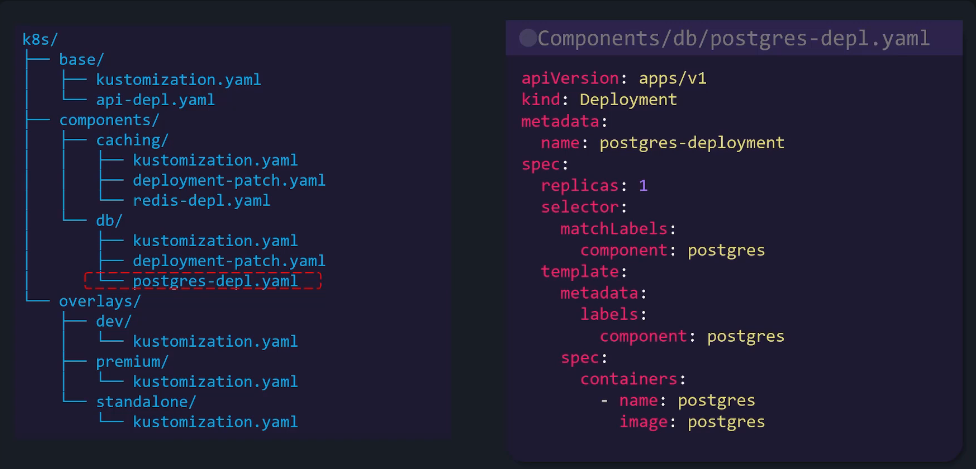 k8s/
├── base/
│   ├── kustomization.yaml
│   └── api-depl.yaml
├── components/
│   ├── caching/
│   │   ├── kustomization.yaml
│   │   ├── deployment-patch.yaml
│   │   └── redis-depl.yaml
│   └── db/
│       ├── kustomization.yaml
│       ├── deployment-patch.yaml
│       └── postgres-depl.yaml
└── overlays/
    ├── dev/
    │   └── kustomization.yaml
    ├── premium/
    │   └── kustomization.yaml
    └── standalone/
        └── kustomization.yaml
Components/db/postgres-depl.yaml
apiVersion: apps/v1
kind: Deployment
metadata:
  name: postgres-deployment
spec:
  replicas: 1
  selector:
    matchLabels:
      component: postgres
  template:
    metadata:
      labels:
        component: postgres
    spec:
      containers:
        - name: postgres
          image: postgres